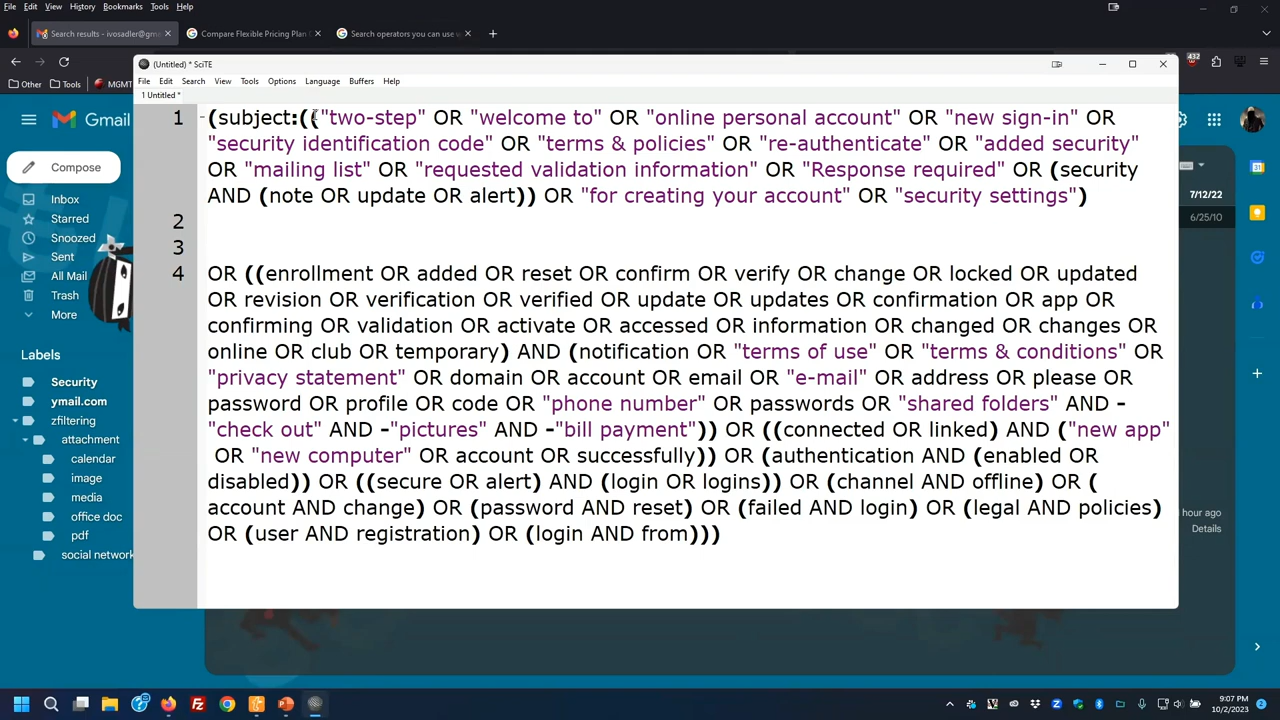 File Edit View History Bookmarks Tools Help
Search results - ivosadler@gm
Compare Flexible Pricing Plan
Search operators you can use w
Other Tools MGMT
432
(Untitled) * SciTE
File Edit Search View Tools Options Language Buffers Help
1 Untitled *
1 (subject:(("two-step" OR "welcome to" OR "online personal account" OR "new sign-in" OR
"security identification code" OR "terms & policies" OR "re-authenticate" OR "added security"
OR "mailing list" OR "requested validation information" OR "Response required" OR (security
AND (note OR update OR alert)) OR "for creating your account" OR "security settings")
2
3
4 OR ((enrollment OR added OR reset OR confirm OR verify OR change OR locked OR updated
OR revision OR verification OR verified OR update OR updates OR confirmation OR app OR
confirming OR validation OR activate OR accessed OR information OR changed OR changes OR
online OR club OR temporary) AND (notification OR "terms of use" OR "terms & conditions" OR
"privacy statement" OR domain OR account OR email OR "e-mail" OR address OR please OR
password OR profile OR code OR "phone number" OR passwords OR "shared folders" AND -
"check out" AND -"pictures" AND -"bill payment")) OR ((connected OR linked) AND ("new app"
OR "new computer" OR account OR successfully)) OR (authentication AND (enabled OR
disabled)) OR ((secure OR alert) AND (login OR logins)) OR (channel AND offline) OR (
account AND change) OR (password AND reset) OR (failed AND login) OR (legal AND policies)
OR (user AND registration) OR (login AND from)))
Gmail
Compose
Inbox
Starred
Snoozed
Sent
All Mail
Trash
More
Labels
Security
ymail.com
zfiltering
attachment
calendar
image
media
office doc
pdf
social network
7/12/22
6/25/10
hour ago
Details
9:07 PM
10/2/2023
2